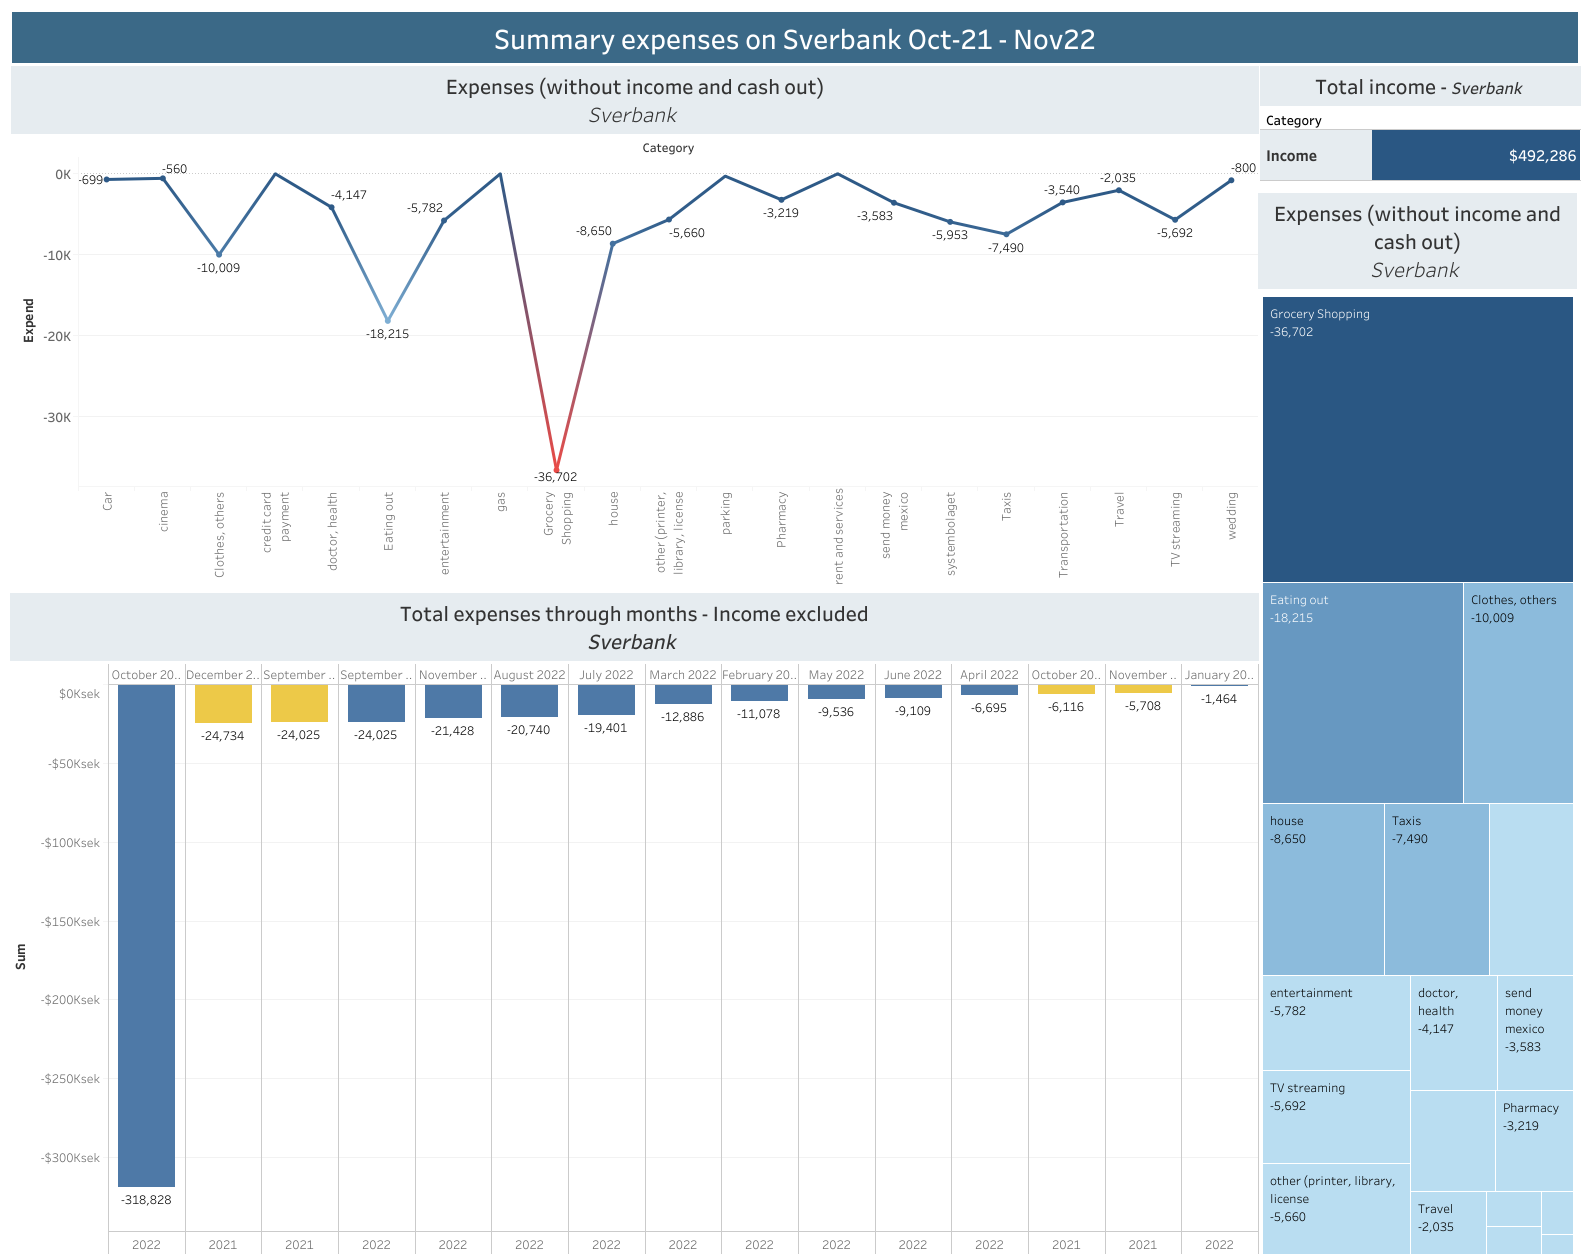 Summary expenses on Sverbank Oct-21 - Nov22
Expenses (without income and cash out)
Sverbank
Category
Expend
0K
-10K
-20K
-30K
-699
-560
-10,009
-4,147
-18,215
-5,782
-36,702
-8,650
-5,660
-3,219
-3,583
-5,953
-7,490
-3,540
-2,035
-5,692
-800
Car
cinema
Clothes, others
credit card
payment
doctor, health
Eating out
entertainment
gas
Grocery
Shopping
house
other (printer,
library, license
parking
Pharmacy
rent and services
send money
mexico
systembolaget
Taxis
Transportation
Travel
TV streaming
wedding
Total income - Sverbank
Category
Income $492,286
Expenses (without income and
cash out)
Sverbank
Grocery Shopping
-36,702
Eating out
-18,215
Clothes, others
-10,009
house
-8,650
Taxis
-7,490
entertainment
-5,782
doctor,
health
-4,147
send
money
mexico
-3,583
TV streaming
-5,692
Pharmacy
-3,219
other (printer, library,
license
-5,660
Travel
-2,035
Total expenses through months - Income excluded
Sverbank
October 20.. December 2.. September .. September .. November .. August 2022 July 2022 March 2022 February 20.. May 2022 June 2022 April 2022 October 20.. November .. January 20..
Sum
$0Ksek
-$50Ksek
-$100Ksek
-$150Ksek
-$200Ksek
-$250Ksek
-$300Ksek
-318,828
-24,734
-24,025
-24,025
-21,428
-20,740
-19,401
-12,886
-11,078
-9,536
-9,109
-6,695
-6,116
-5,708
-1,464
2022 2021 2021 2022 2022 2022 2022 2022 2022 2022 2022 2022 2021 2021 2022